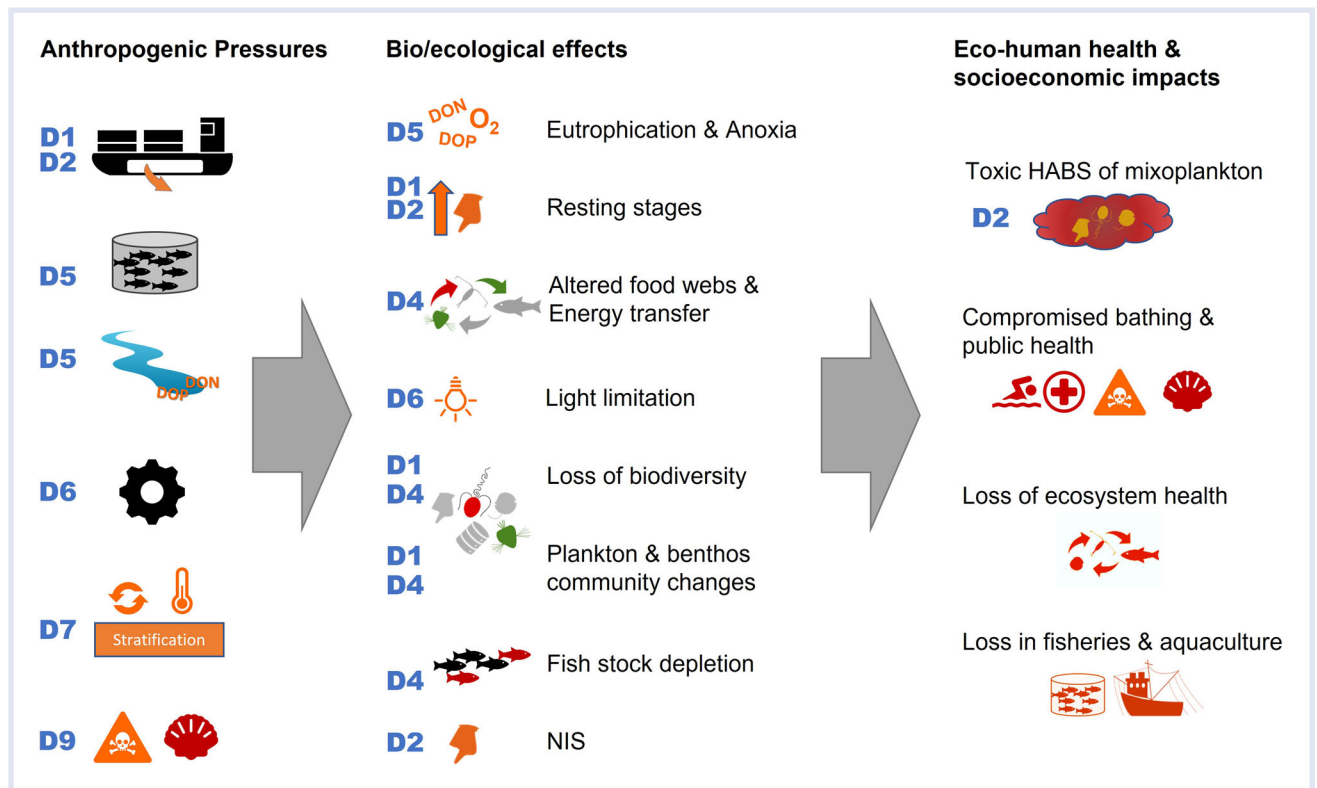 Anthropogenic Pressures
D1
D2
D5
D5
DON
DOP
D6
D7
Stratification
D9
Bio/ecological effects
D5
DON
O₂
DOP
Eutrophication & Anoxia
D1
D2
Resting stages
D4
Altered food webs &
Energy transfer
D6
Light limitation
D1
D4
Loss of biodiversity
D1
D4
Plankton & benthos
community changes
D4
Fish stock depletion
D2
NIS
Eco-human health &
socioeconomic impacts
Toxic HABS of mixoplankton
D2
Compromised bathing &
public health
Loss of ecosystem health
Loss in fisheries & aquaculture